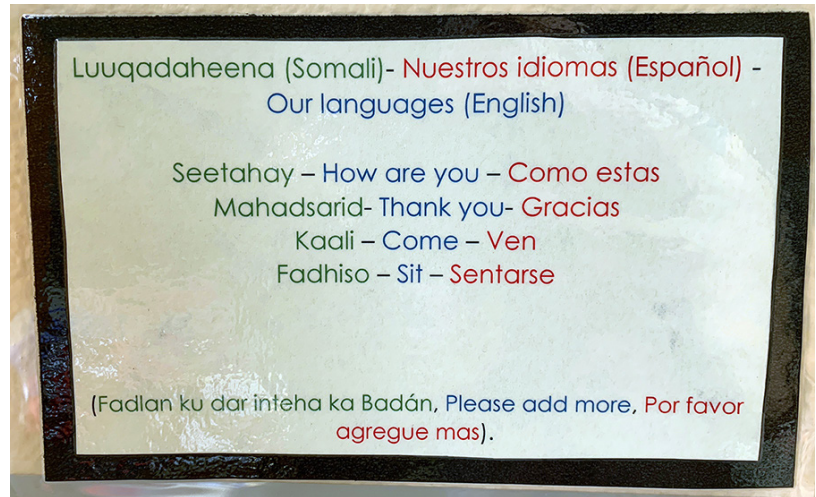 Luuqadaheena (Somali)- Nuestros idiomas (Español) -
Our languages (English)
Seetahay – How are you – Como estas
Mahadsarid- Thank you- Gracias
Kaali – Come – Ven
Fadhiso – Sit – Sentarse
(Fadlan ku dar inteha ka Badán, Please add more, Por favor
agregue mas).